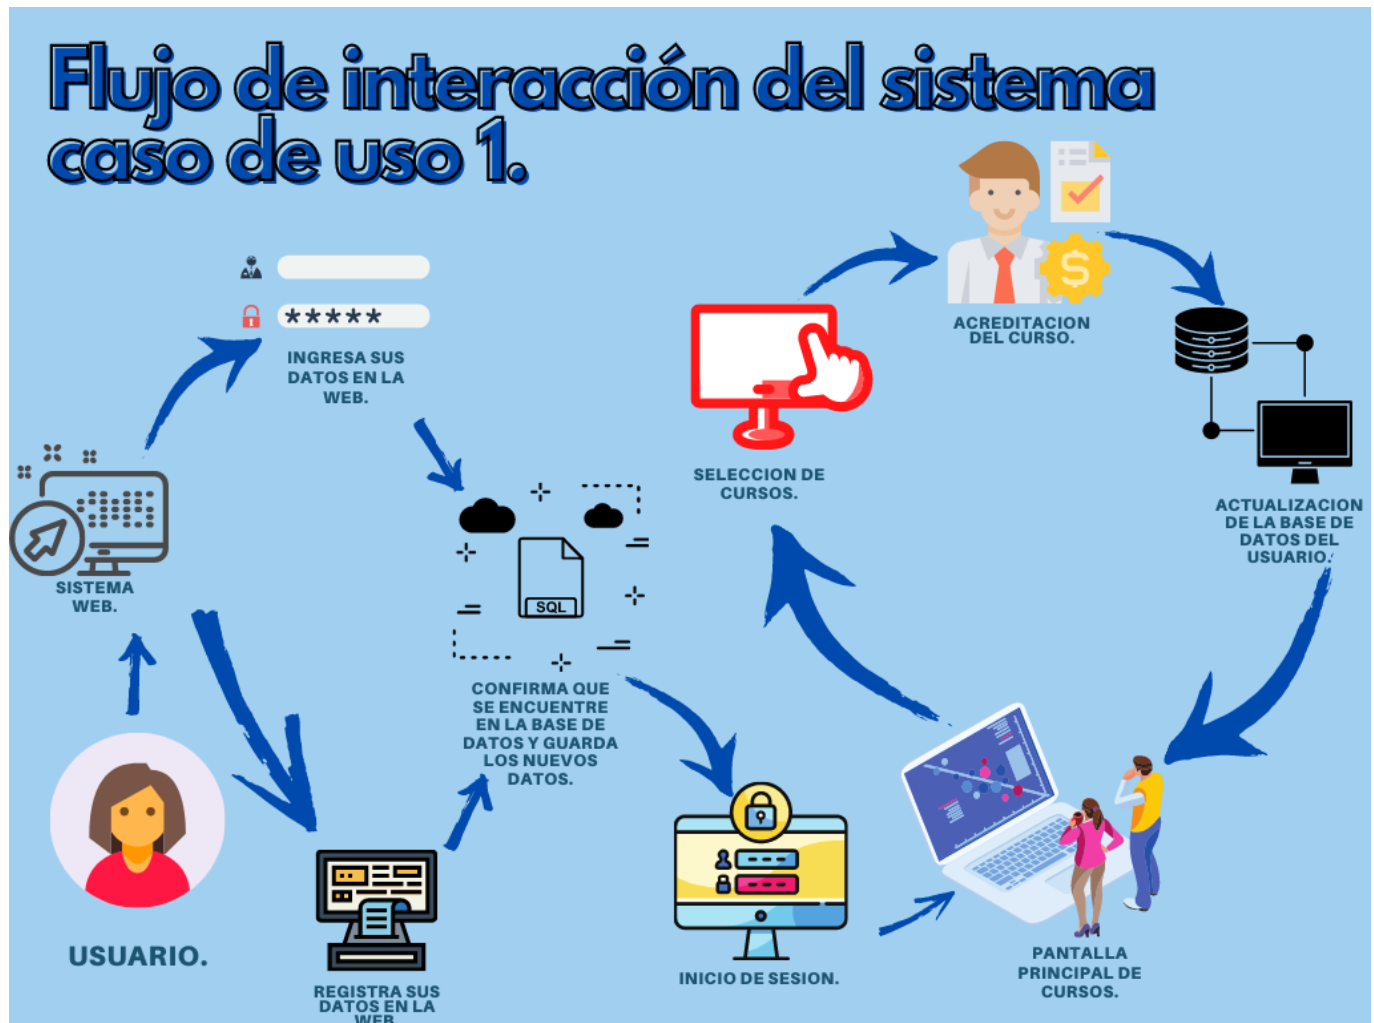 Flujo de interacción del sistema
caso de uso 1.
*****
INGRESA SUS
DATOS EN LA
WEB.
SISTEMA
WEB.
USUARIO.
REGISTRA SUS
DATOS EN LA
WEB
SQL
CONFIRMA QUE
SE ENCUENTRE
EN LA BASE DE
DATOS Y GUARDA
LOS NUEVOS
DATOS.
INICIO DE SESION.
PANTALLA
PRINCIPAL DE
CURSOS.
SELECCION DE
CURSOS.
$
ACREDITACION
DEL CURSO.
ACTUALIZACION
DE LA BASE DE
DATOS DEL
USUARIO.